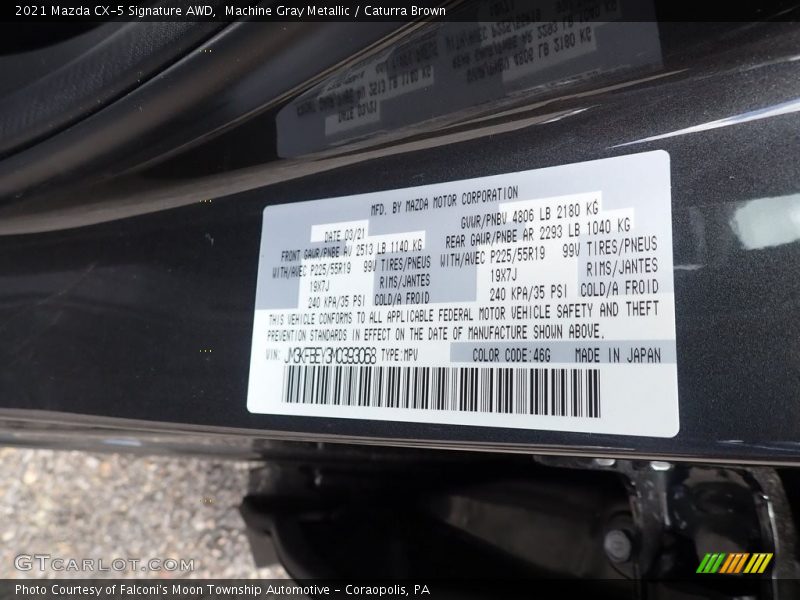 2021 Mazda CX-5 Signature AWD,  Machine Gray Metallic / Caturra Brown
MFD. BY MAZDA MOTOR CORPORATION
DATE 03/21
GVWR/PNBV 4806 LB 2180 KG
FRONT GAWR/PNBE AV 2513 LB 1140 KG
REAR GAWR/PNBE AR 2293 LB 1040 KG
WITH/AVEC P225/55R19 99V TIRES/PNEUS
WITH/AVEC P225/55R19 99V TIRES/PNEUS
19X7J RIMS/JANTES
19X7J RIMS/JANTES
240 KPA/35 PSI COLD/A FROID
240 KPA/35 PSI COLD/A FROID
THIS VEHICLE CONFORMS TO ALL APPLICABLE FEDERAL MOTOR VEHICLE SAFETY AND THEFT
PREVENTION STANDARDS IN EFFECT ON THE DATE OF MANUFACTURE SHOWN ABOVE.
VIN: JM3KFBEY3M0393068 TYPE:MPV COLOR CODE:46G MADE IN JAPAN
GTCARLOT.COM
Photo Courtesy of Falconi's Moon Township Automotive - Coraopolis, PA